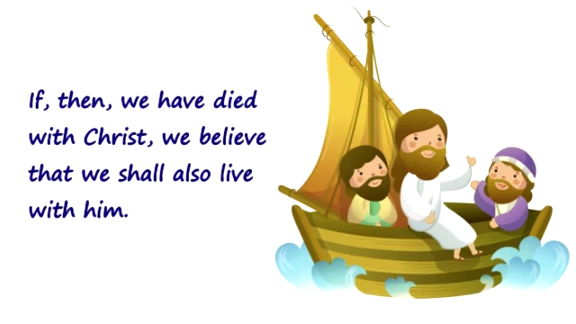 If, then, we have died
with Christ, we believe
that we shall also live
with him.